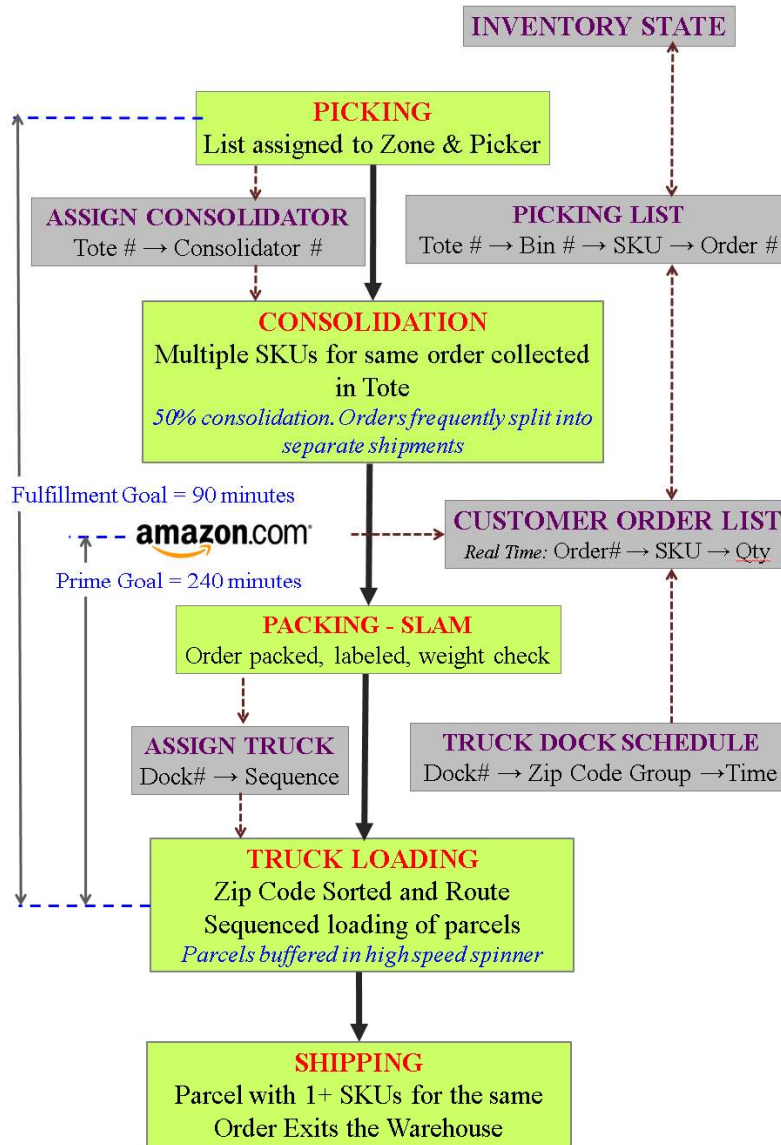 INVENTORY STATE
PICKING
List assigned to Zone & Picker
ASSIGN CONSOLIDATOR
Tote # → Consolidator #
PICKING LIST
Tote # → Bin # → SKU → Order #
CONSOLIDATION
Multiple SKUs for same order collected
in Tote
50% consolidation. Orders frequently split into
separate shipments
Fulfillment Goal = 90 minutes
amazon.com®
Prime Goal = 240 minutes
CUSTOMER ORDER LIST
Real Time: Order# → SKU → Qty
PACKING - SLAM
Order packed, labeled, weight check
ASSIGN TRUCK
Dock# → Sequence
TRUCK DOCK SCHEDULE
Dock# → Zip Code Group →Time
TRUCK LOADING
Zip Code Sorted and Route
Sequenced loading of parcels
Parcels buffered in high speed spinner
SHIPPING
Parcel with 1+ SKUs for the same
Order Exits the Warehouse